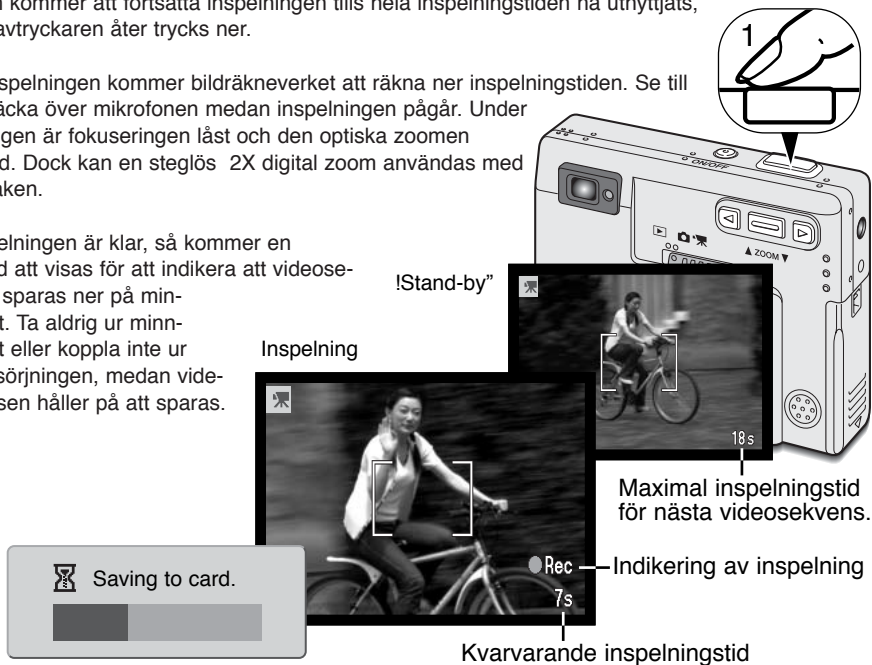 n kommer att fortsätta inspelningen tills hela inspelningstiden ha utnyttjats,
avtryckaren åter trycks ner.
spelningen kommer bildräkneverket att räkna ner inspelningstiden. Se till
äcka över mikrofonen medan inspelningen pågår. Under
gen är fokuseringen låst och den optiska zoomen
d. Dock kan en steglös 2X digital zoom användas med
aken.
elningen är klar, så kommer en
d att visas för att indikera att videose-
sparas ner på min-
t. Ta aldrig ur minn-
t eller koppla inte ur
sörjningen, medan vide-
sen håller på att sparas.
1
ON/OFF
ZOOM
!Stand-by”
Inspelning
18s
Maximal inspelningstid
för nästa videosekvens.
Rec
Indikering av inspelning
7s
Kvarvarande inspelningstid
Saving to card.